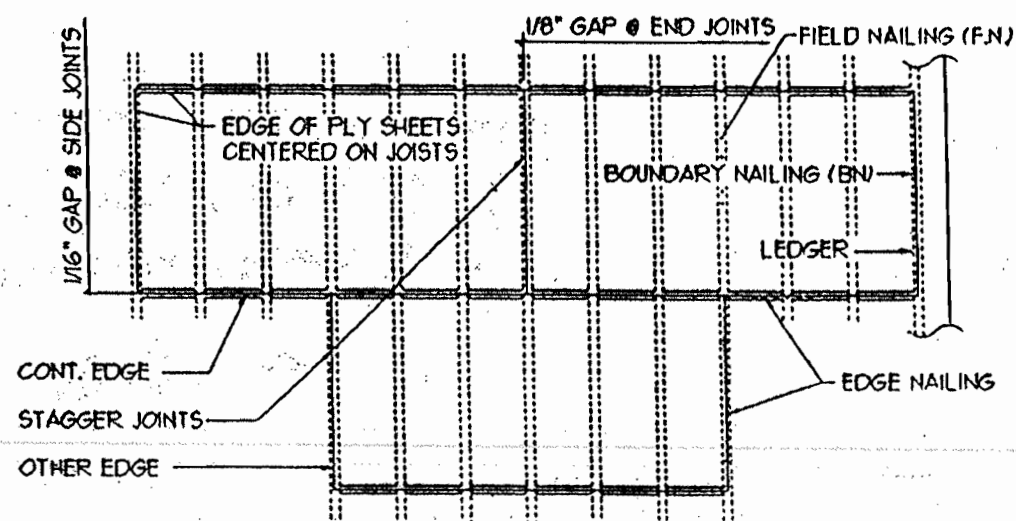 1/8" GAP @ END JOINTS
FIELD NAILING (F.N)
1/16" GAP @ SIDE JOINTS
EDGE OF PLY SHEETS
CENTERED ON JOISTS
BOUNDARY NAILING (BN)
LEDGER
CONT. EDGE
EDGE NAILING
STAGGER JOINTS
OTHER EDGE